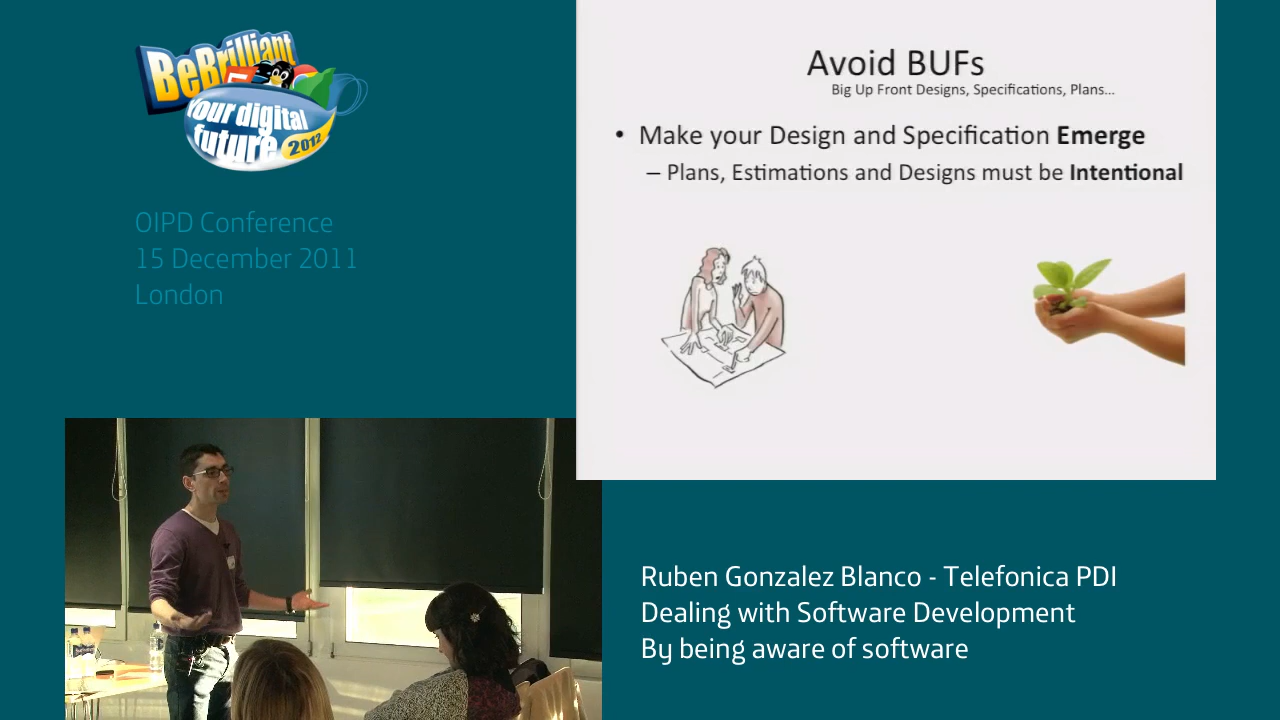 BeBrilliant
Your digital
future
2012
OIPD Conference
15 December 2011
London
Avoid BUFs
Big Up Front Designs, Specifications, Plans...
• Make your Design and Specification Emerge
– Plans, Estimations and Designs must be Intentional
Ruben Gonzalez Blanco - Telefonica PDI
Dealing with Software Development
By being aware of software